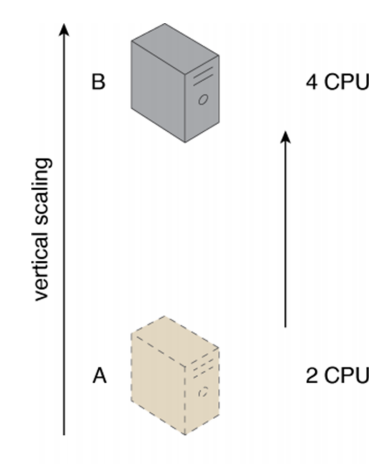 B
4 CPU
vertical scaling
A
2 CPU